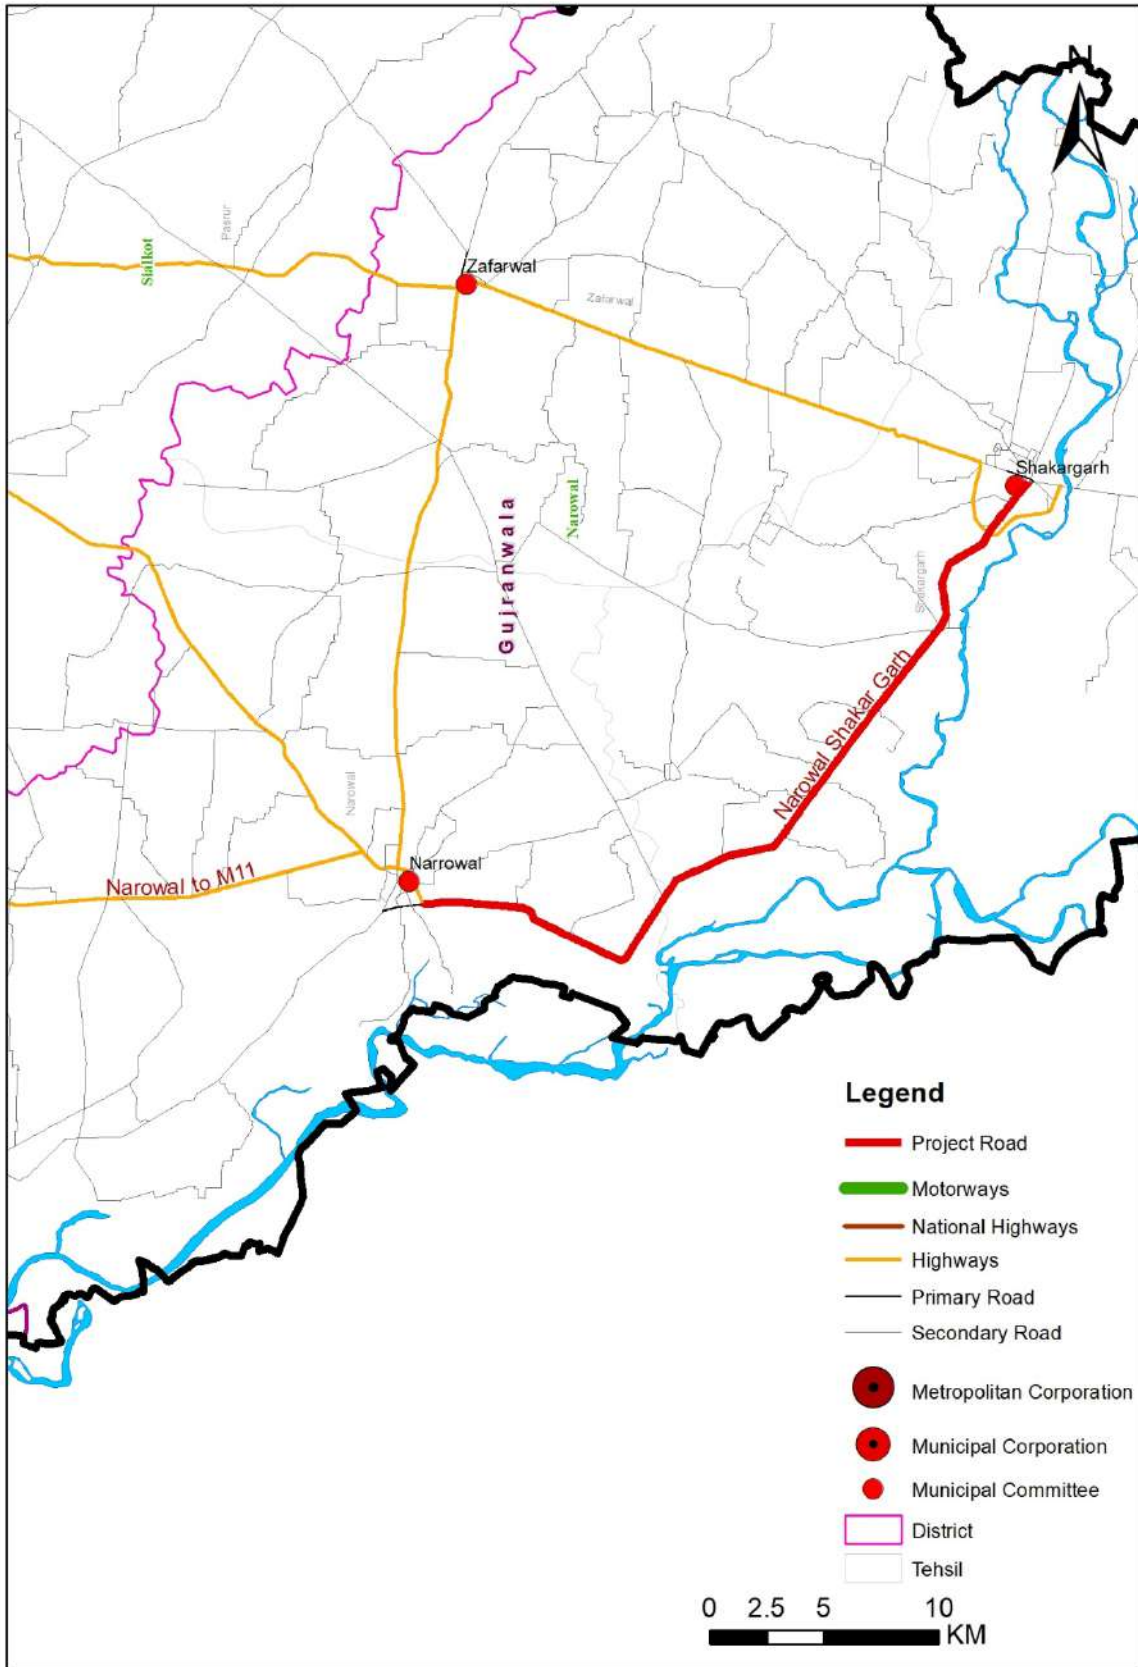 N
Pasrur
Sialkot
Zafarwal
Zafarwal
Shakargarh
Narowal
Gujranwala
Shakargarh
Narowal Shakar Garh
Narowal
Narrowal
Narowal to M11
Legend
Project Road
Motorways
National Highways
Highways
Primary Road
Secondary Road
Metropolitan Corporation
Municipal Corporation
Municipal Committee
District
Tehsil
0 2.5 5 10
KM